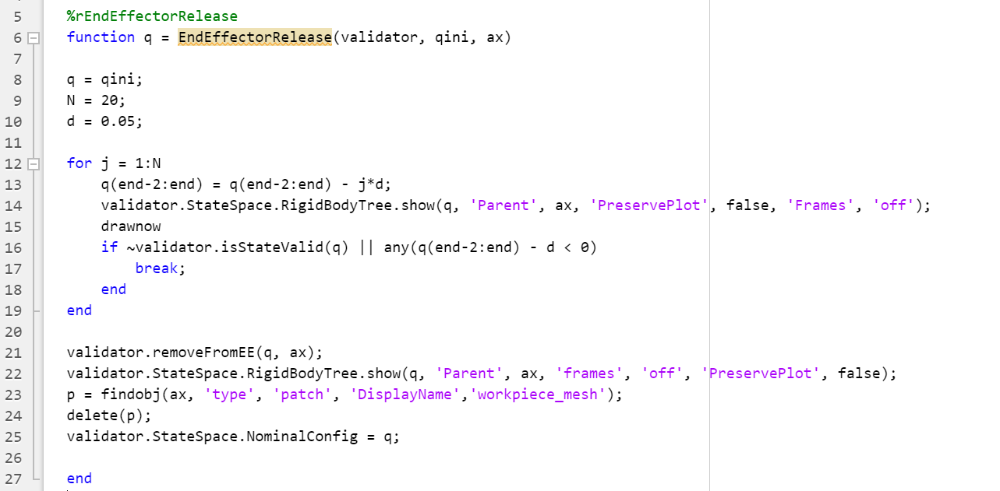 5 %rEndEffectorRelease
6 function q = EndEffectorRelease(validator, qini, ax)
7
8 q = qini;
9 N = 20;
10 d = 0.05;
11
12 for j = 1:N
13 q(end-2:end) = q(end-2:end) - j*d;
14 validator.StateSpace.RigidBodyTree.show(q, 'Parent', ax, 'PreservePlot', false, 'Frames', 'off');
15 drawnow
16 if ~validator.isStateValid(q) || any(q(end-2:end) - d < 0)
17 break;
18 end
19 end
20
21 validator.removeFromEE(q, ax);
22 validator.StateSpace.RigidBodyTree.show(q, 'Parent', ax, 'frames', 'off', 'PreservePlot', false);
23 p = findobj(ax, 'type', 'patch', 'DisplayName','workpiece_mesh');
24 delete(p);
25 validator.StateSpace.NominalConfig = q;
26
27 end